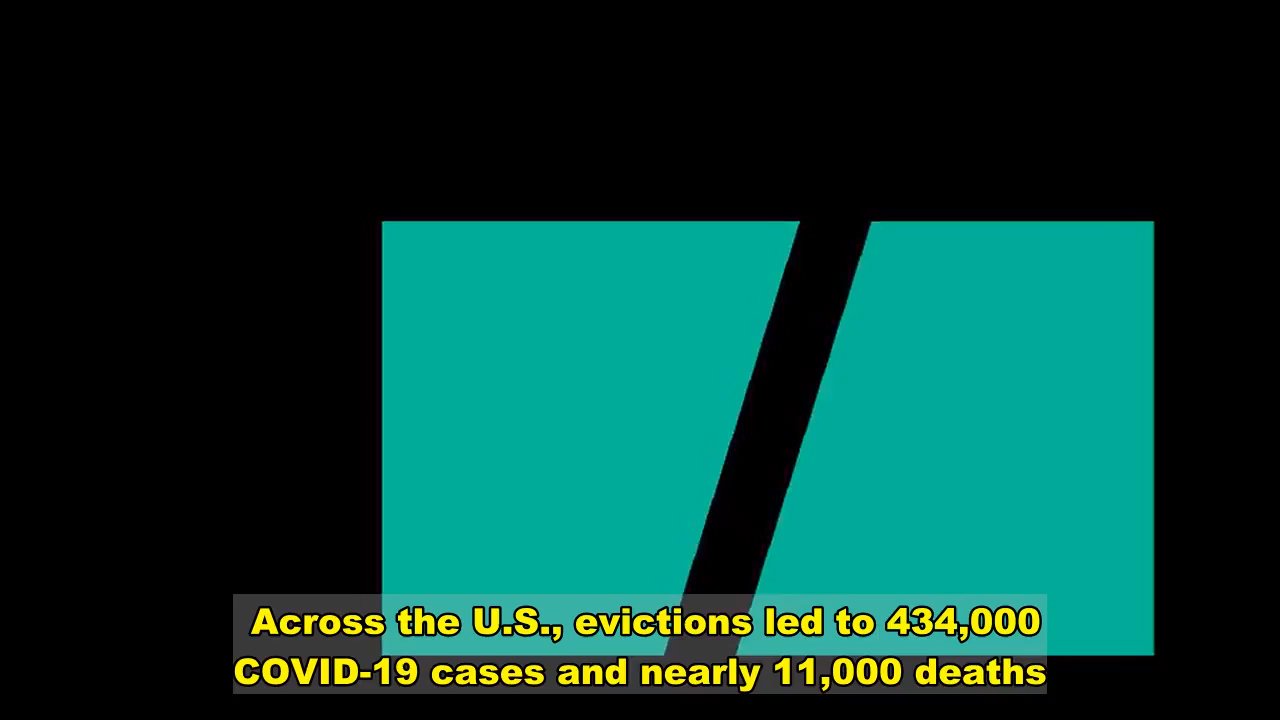 Across the U.S., evictions led to 434,000
COVID-19 cases and nearly 11,000 deaths